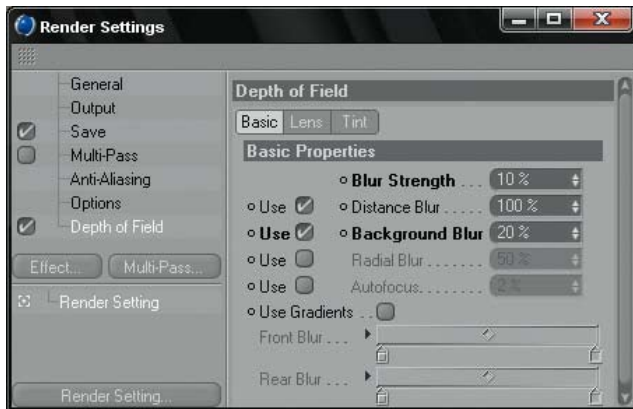 Render Settings
General
Output
Save
Multi-Pass
Anti-Aliasing
Options
Depth of Field
Effect... Multi-Pass...
Render Setting
Render Setting...
Depth of Field
Basic Lens Tint
Basic Properties
Blur Strength . . . 10 %
Use Distance Blur . . . . . 100 %
Use Background Blur 20 %
Use Radial Blur . . . . . . . 50 %
Use Autofocus. . . . . . . . 2 %
Use Gradients . .
Front Blur . . .
Rear Blur . . .